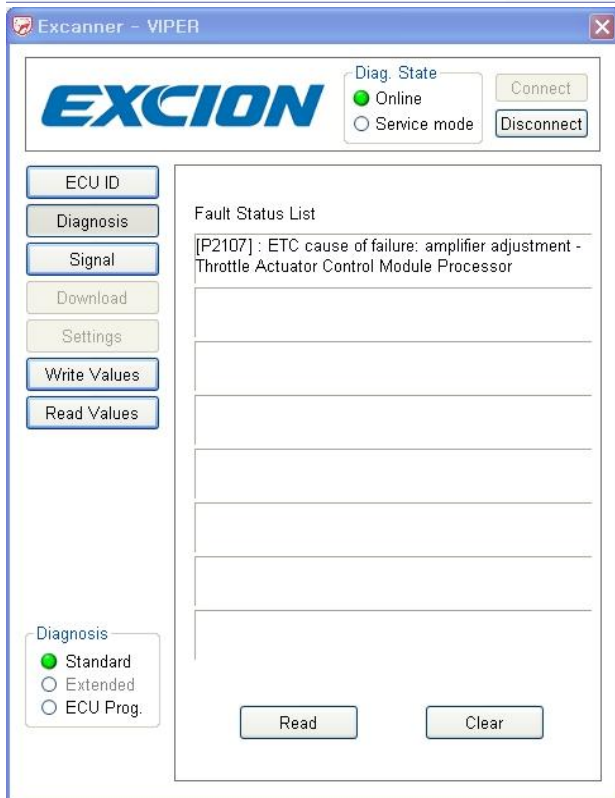 Excanner - VIPER
EXCION
Diag. State
Online
Service mode
Connect
Disconnect
ECU ID
Diagnosis
Signal
Download
Settings
Write Values
Read Values
Fault Status List
[P2107] : ETC cause of failure: amplifier adjustment -
Throttle Actuator Control Module Processor
Diagnosis
Standard
Extended
ECU Prog.
Read
Clear